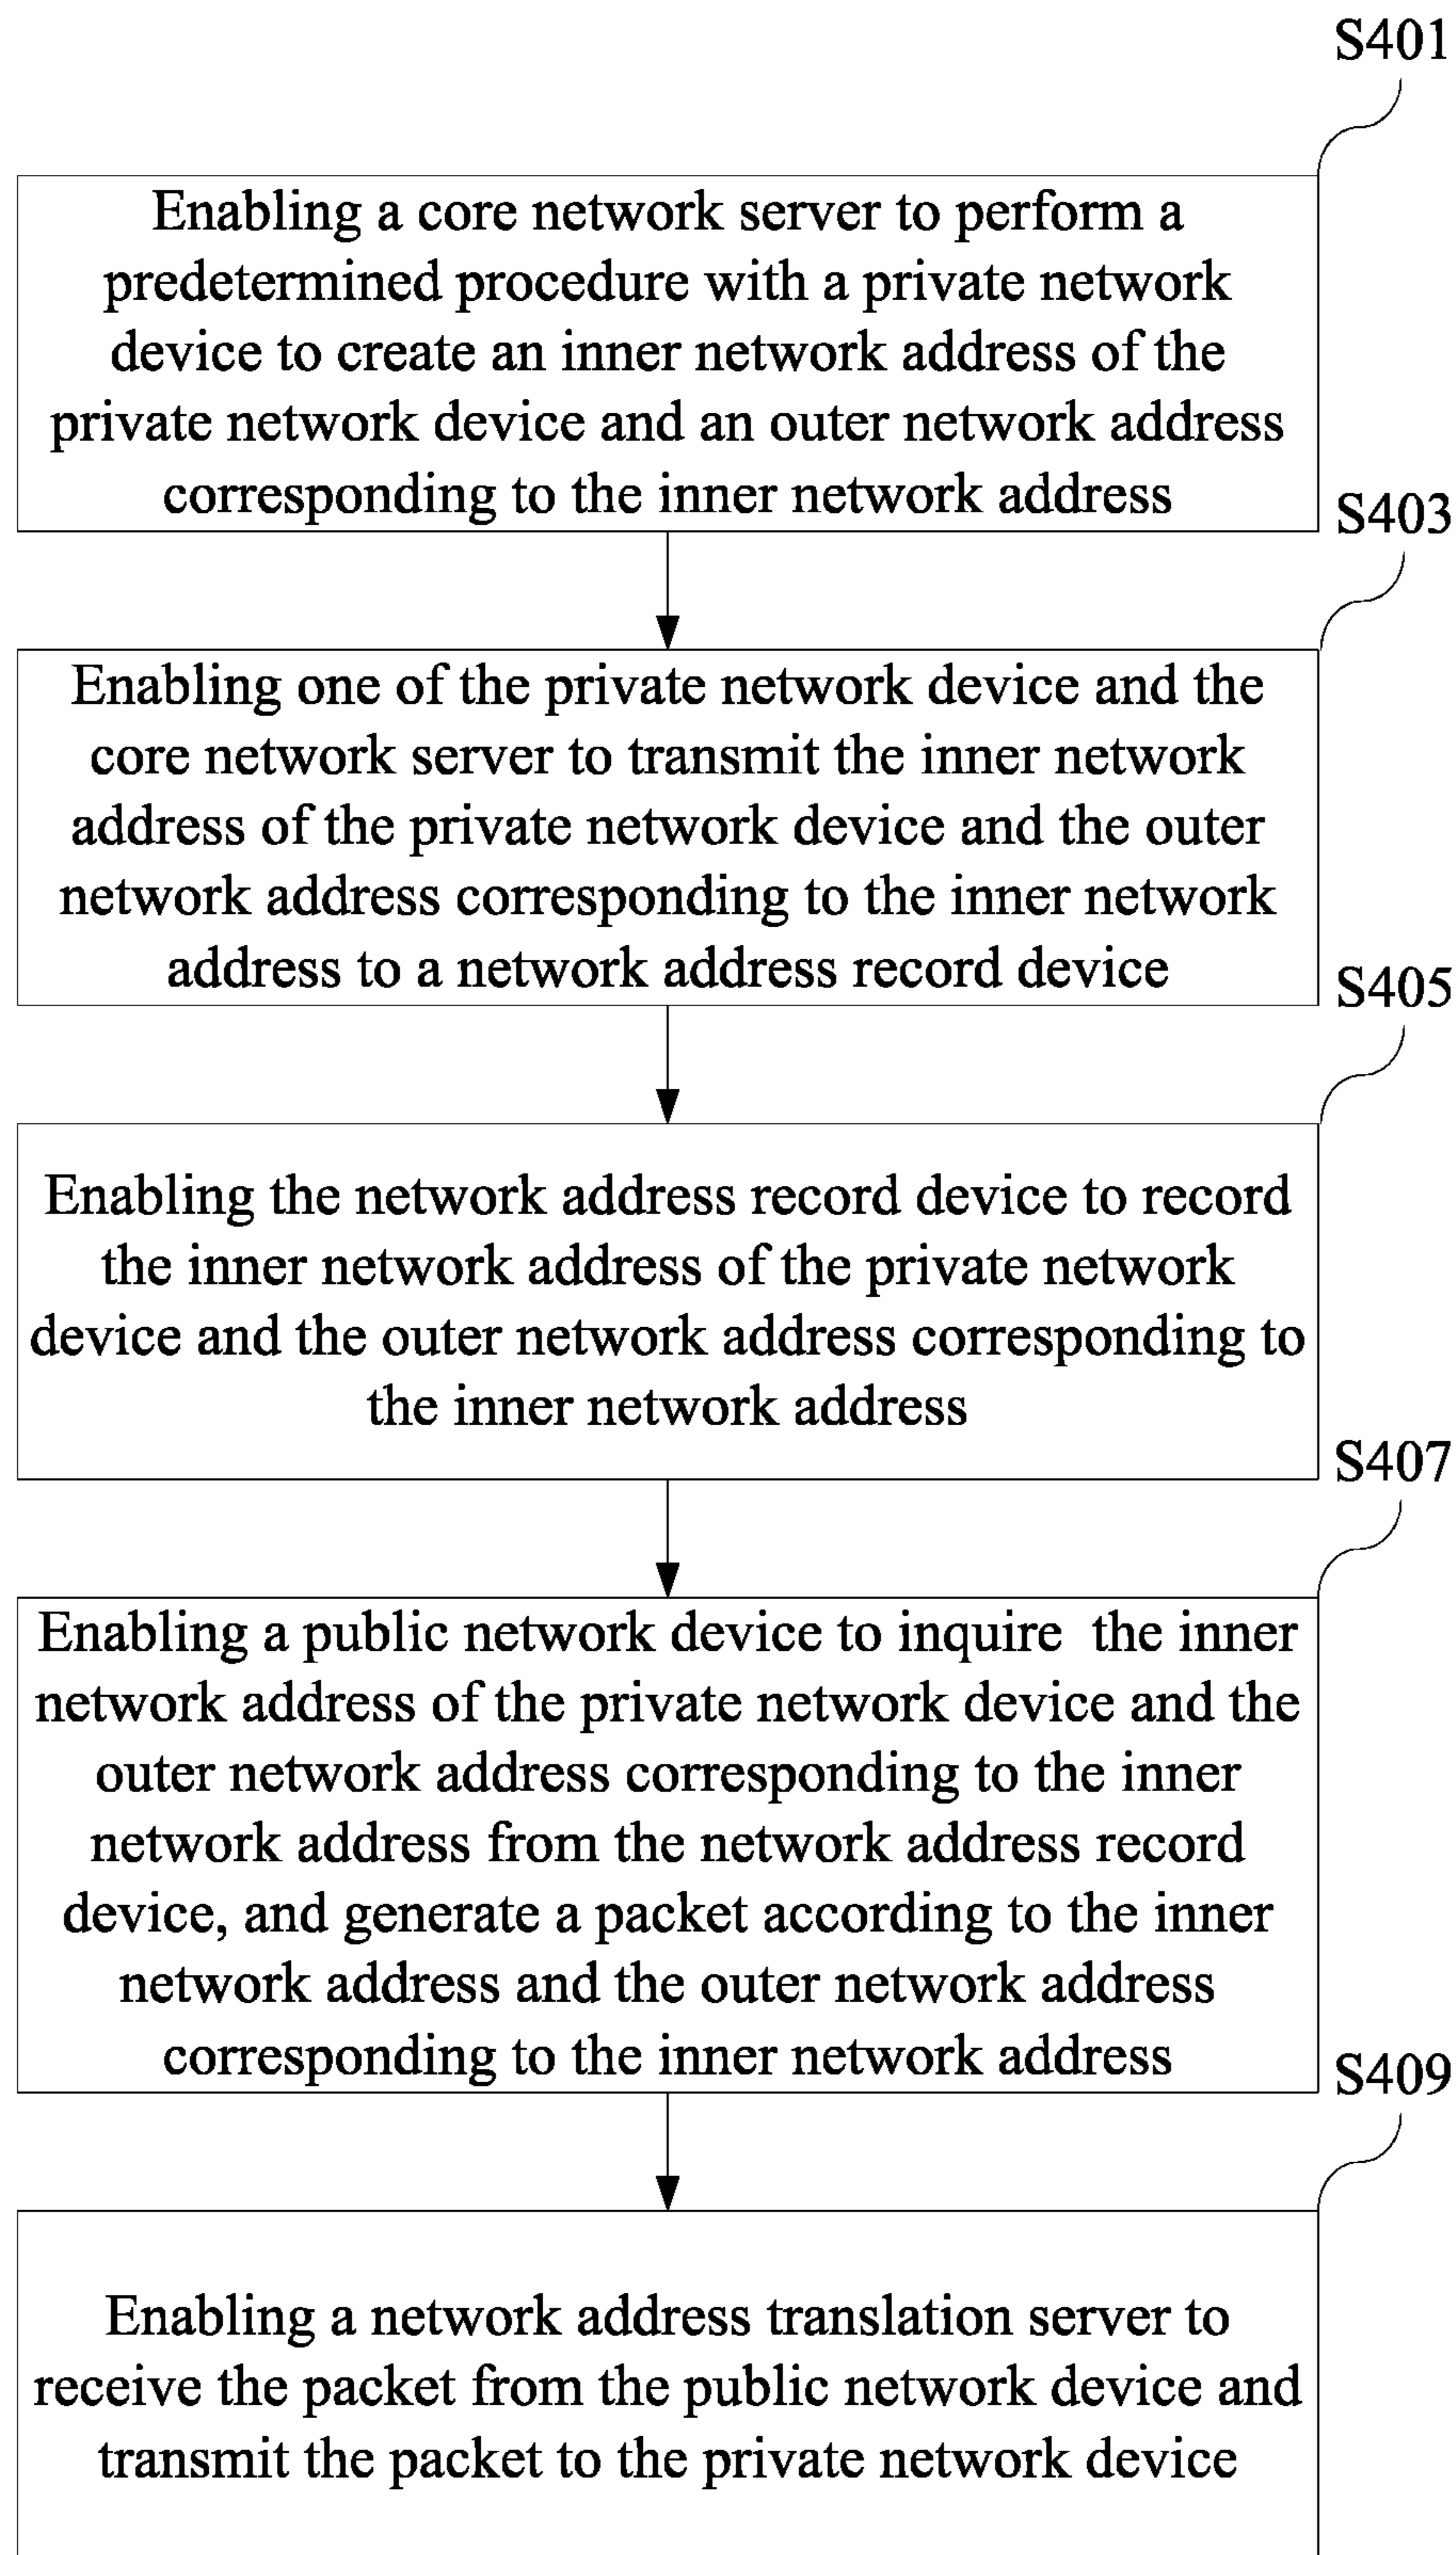 S401
Enabling a core network server to perform a
predetermined procedure with a private network
device to create an inner network address of the
private network device and an outer network address
corresponding to the inner network address
S403
Enabling one of the private network device and the
core network server to transmit the inner network
address of the private network device and the outer
network address corresponding to the inner network
address to a network address record device
S405
Enabling the network address record device to record
the inner network address of the private network
device and the outer network address corresponding to
the inner network address
S407
Enabling a public network device to inquire  the inner
network address of the private network device and the
outer network address corresponding to the inner
network address from the network address record
device, and generate a packet according to the inner
network address and the outer network address
corresponding to the inner network address
S409
Enabling a network address translation server to
receive the packet from the public network device and
transmit the packet to the private network device